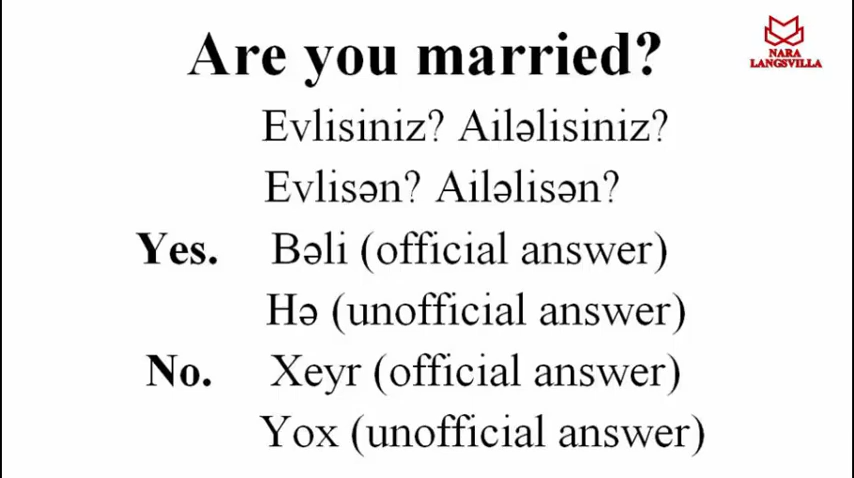 Are you married?
NARA
LANGSVILLA
Evlisiniz? Ailəlisiniz?
Evlisən? Ailəlisən?
Yes. Bəli (official answer)
Hə (unofficial answer)
No. Xeyr (official answer)
Yox (unofficial answer)